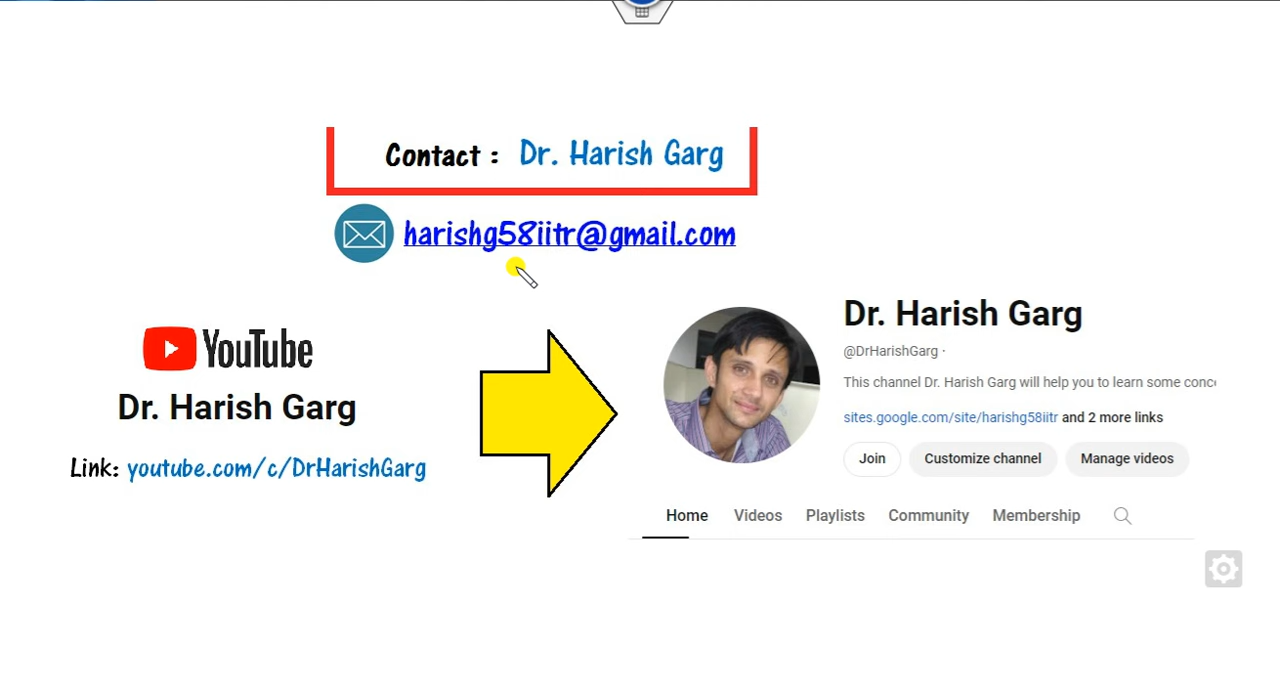 Contact : Dr. Harish Garg
harishg58iitr@gmail.com
YouTube
Dr. Harish Garg
Link: youtube.com/c/DrHarishGarg
Dr. Harish Garg
@DrHarishGarg ·
This channel Dr. Harish Garg will help you to learn some conc
sites.google.com/site/harishg58iitr and 2 more links
Join Customize channel Manage videos
Home Videos Playlists Community Membership